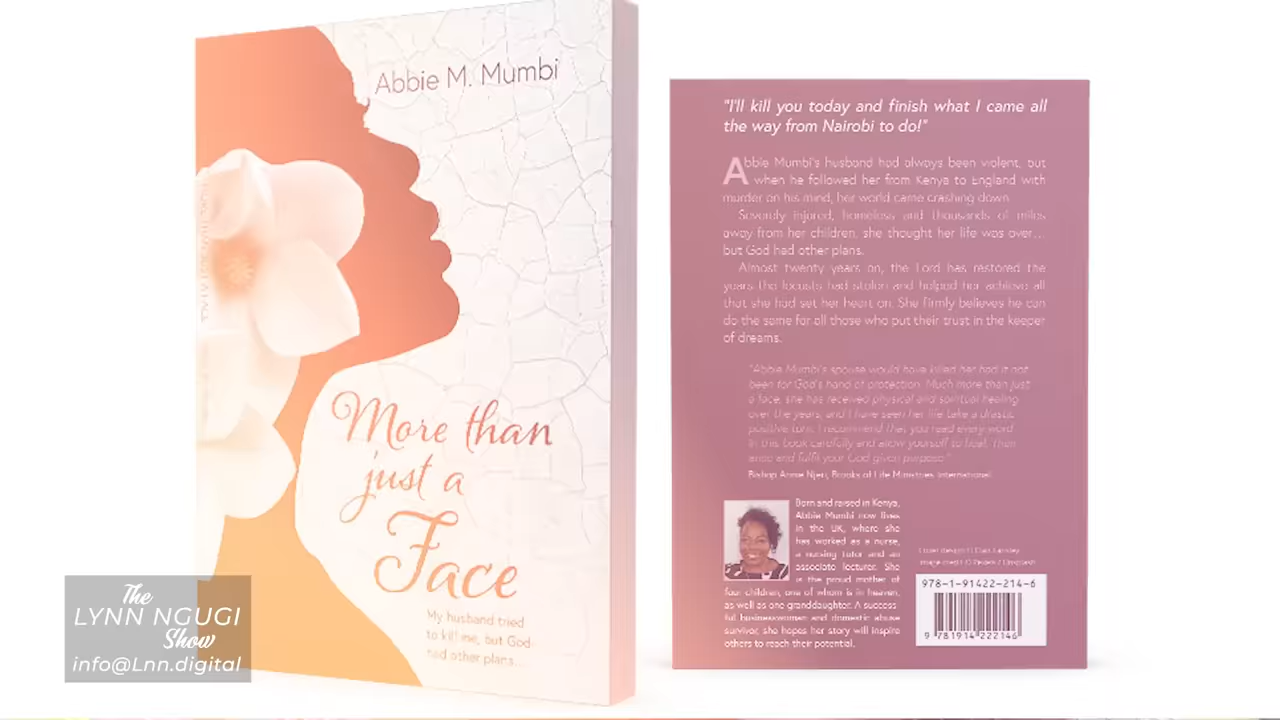 Abbie M. Mumbi
More than
just a
Face
My husband tried
to kill me, but God
had other plans...
"I'll kill you today and finish what I came all
the way from Nairobi to do!"
Abbie Mumbi's husband had always been violent, but
when he followed her from Kenya to England with
murder on his mind, her world came crashing down.
Severely injured, homeless and thousands of miles
away from her children, she thought her life was over...
but God had other plans.
Almost twenty years on, the Lord has restored the
years the locusts had stolen and helped her achieve all
that she had set her heart on. She firmly believes he can
do the same for all those who put their trust in the keeper
of dreams.
"Abbie Mumbi's spouse would have killed her had it not
been for God's hand of protection. Much more than just
a face, she has received physical and spiritual healing
over the years, and I have seen her life take a drastic
positive turn. I recommend that you read every word
in this book carefully and allow yourself to heal. Then
arise and fulfil your God given purpose."
Bishop Annie Njeri, Brooks of Life Ministries International
Born and raised in Kenya,
Abbie Mumbi now lives
in the UK, where she
has worked as a nurse,
a nursing tutor and an
associate lecturer. She
is the proud mother of
four children, one of whom is in heaven,
as well as one granddaughter. A success-
ful businesswoman and domestic abuse
survivor, she hopes her story will inspire
others to reach their potential.
978-1-91422-214-6
9 781914 222146
The
LYNN NGUGI
Show
info@Lnn.digital